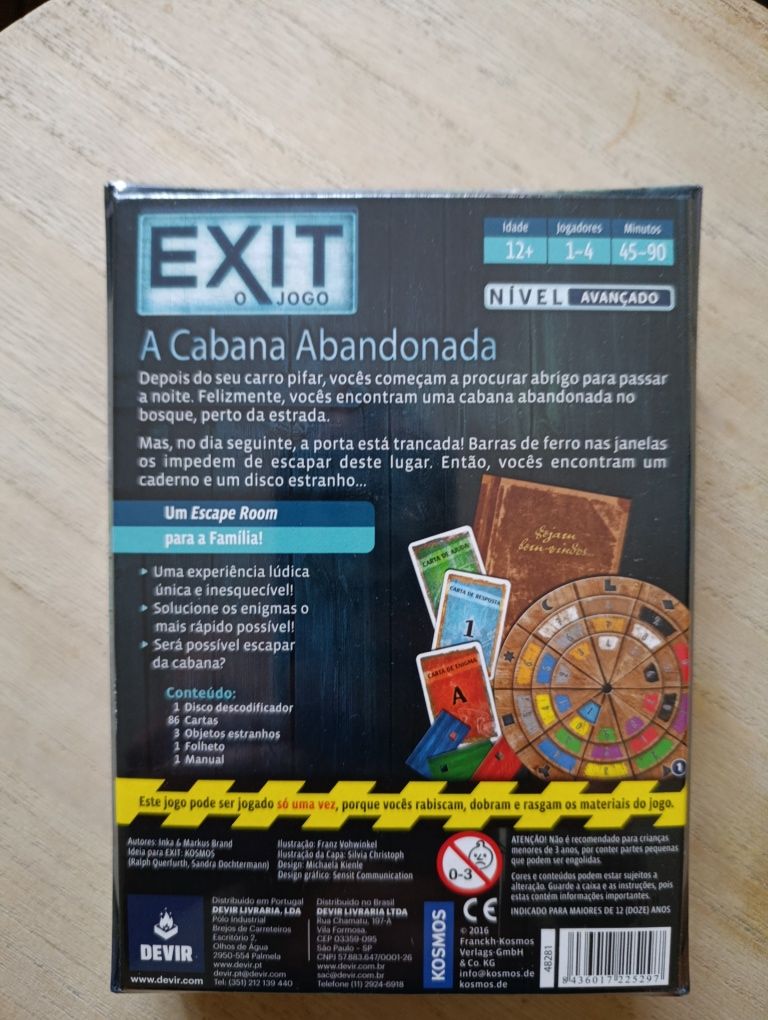 EXIT
O JOGO
Idade Jogadores Minutos
12+ 1-4 45-90
NÍVEL AVANÇADO
A Cabana Abandonada
Depois do seu carro pifar, vocês começam a procurar abrigo para passar
a noite. Felizmente, vocês encontram uma cabana abandonada no
bosque, perto da estrada.
Mas, no dia seguinte, a porta está trancada! Barras de ferro nas janelas
os impedem de escapar deste lugar. Então, vocês encontram um
caderno e um disco estranho...
Um Escape Room
para a Família!
Uma experiência lúdica
única e inesquecível!
Solucione os enigmas o
mais rápido possível!
Será possível escapar
da cabana?
Conteúdo:
1 Disco descodificador
86 Cartas
3 Objetos estranhos
1 Folheto
1 Manual
Sejam
bem-vindos...
CARTA DE AJUDA
CARTA DE RESPOSTA
1
CARTA DE ENIGMA
A
1
Este jogo pode ser jogado só uma vez, porque vocês rabiscam, dobram e rasgam os materiais do jogo.
Autores: Inka & Markus Brand
Ideia para EXIT: KOSMOS
(Ralph Querfurth, Sandra Dochtermann)
Ilustração: Franz Vohwinkel
Ilustração da Capa: Silvia Christoph
Design: Michaela Kienle
Design gráfico: Sensit Communication
0-3
ATENÇÃO! Não é recomendado para crianças
menores de 3 anos, por conter partes pequenas
que podem ser engolidas.
Cores e conteúdos podem estar sujeitos a
alteração. Guarde a caixa e as instruções, pois
estas contém informações importantes.
INDICADO PARA MAIORES DE 12 (DOZE) ANOS
DEVIR
www.devir.com
Distribuído em Portugal
DEVIR LIVRARIA, LDA
Pólo Industrial
Brejos de Carreteiros
Escritório 2,
Olhos de Água
2950-554 Palmela
www.devir.pt
devir.pt@devir.com
Tel: (351) 212 139 440
Distribuído no Brasil
DEVIR LIVRARIA LTDA
Rua Chamatu, 197-A
Vila Formosa,
CEP 03359-095
São Paulo - SP
CNPJ 57.883.647/0001-26
www.devir.com.br
sac@devir.com.br
Telefone (11) 2924-6918
KOSMOS
CE
© 2016
Franckh-Kosmos
Verlags-GmbH
& Co. KG
info@kosmos.de
kosmos.de
48281
8 436017 225297